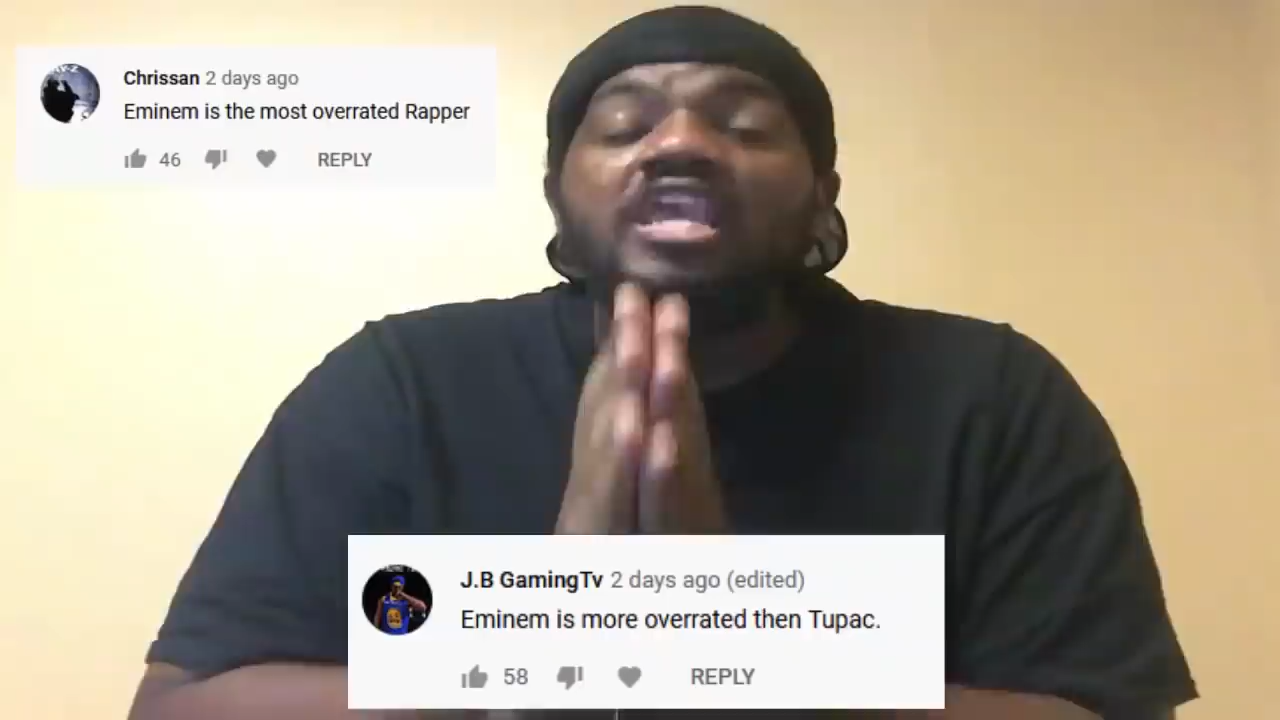 Chrissan 2 days ago
Eminem is the most overrated Rapper
46 REPLY
J.B GamingTv 2 days ago (edited)
Eminem is more overrated then Tupac.
58 REPLY